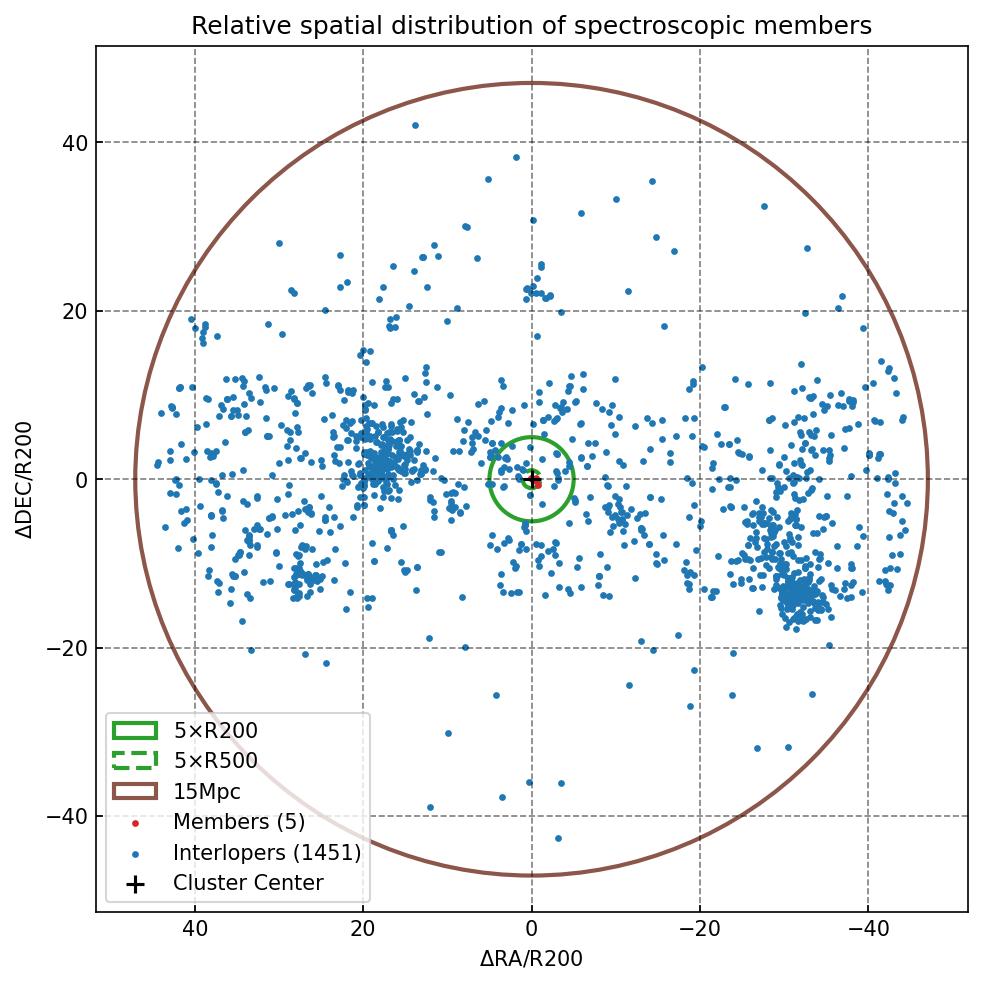 Relative spatial distribution of spectroscopic members
40
20
0
−20
−40
ΔDEC/R200
5×R200
5×R500
15Mpc
Members (5)
Interlopers (1451)
Cluster Center
40 20 0 −20 −40
ΔRA/R200